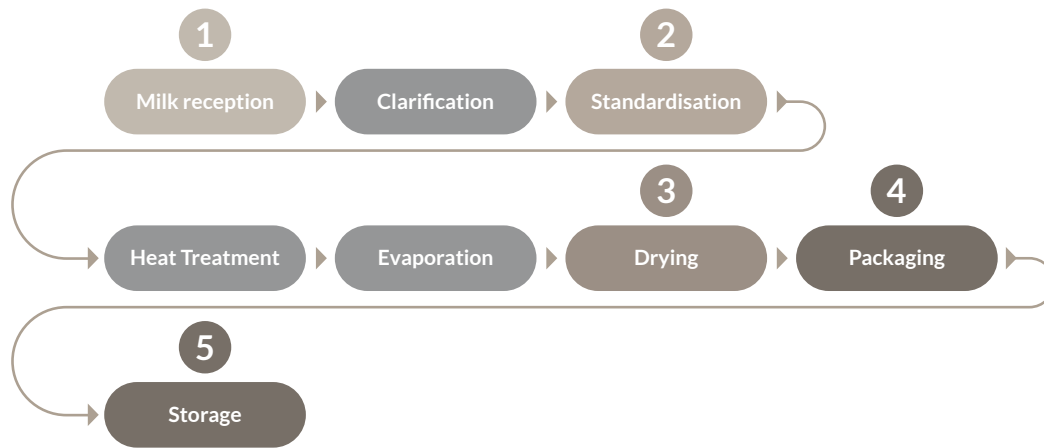 1
2
Milk reception
Clarification
Standardisation
3
4
Heat Treatment
Evaporation
Drying
Packaging
5
Storage